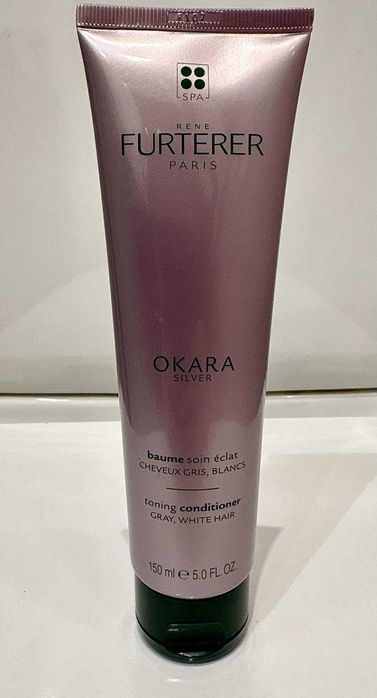 SPA
RENE
FURTERER
PARIS
OKARA
SILVER
baume soin éclat
CHEVEUX GRIS, BLANCS
toning conditioner
GRAY, WHITE HAIR
150 ml e 5.0 FL. OZ.